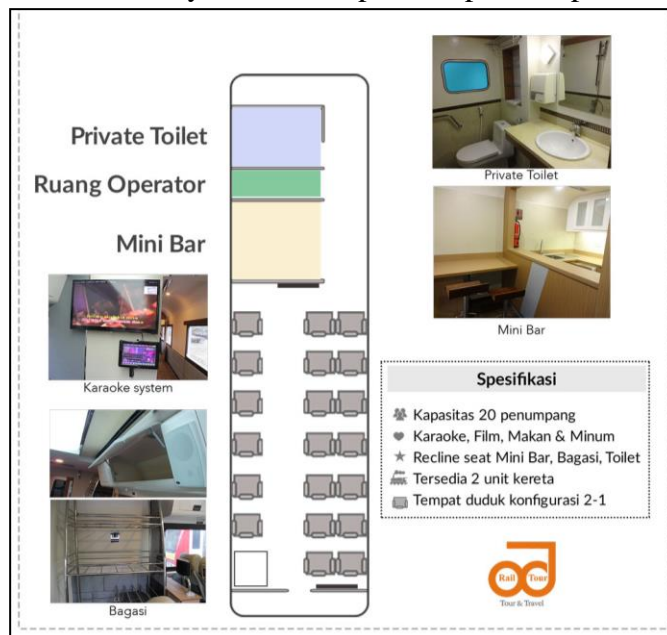 Private Toilet
Ruang Operator
Mini Bar
Karaoke system
Bagasi
Private Toilet
Mini Bar
Spesifikasi
Kapasitas 20 penumpang
Karaoke, Film, Makan & Minum
Recline seat Mini Bar, Bagasi, Toilet
Tersedia 2 unit kereta
Tempat duduk konfigurasi 2-1
Rail Tour
Tour & Travel